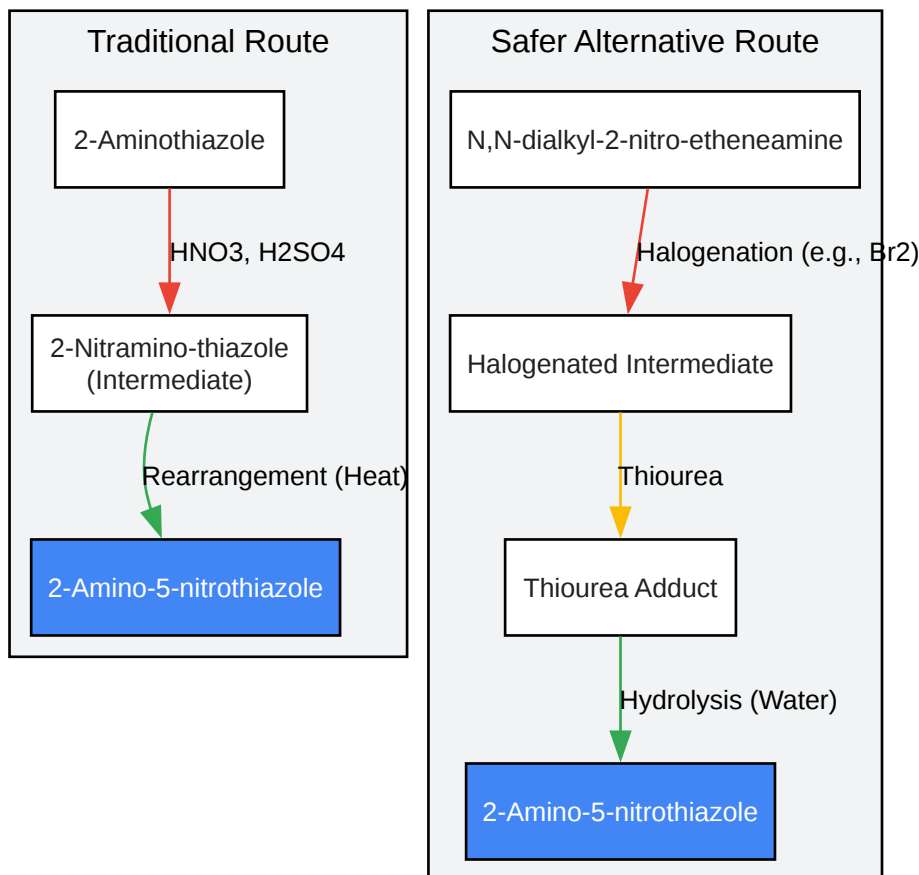 Traditional Route
2-Aminothiazole
HNO3, H2SO4
2-Nitramino-thiazole
(Intermediate)
Rearrangement (Heat)
2-Amino-5-nitrothiazole
Safer Alternative Route
N,N-dialkyl-2-nitro-etheneamine
Halogenation (e.g., Br2)
Halogenated Intermediate
Thiourea
Thiourea Adduct
Hydrolysis (Water)
2-Amino-5-nitrothiazole